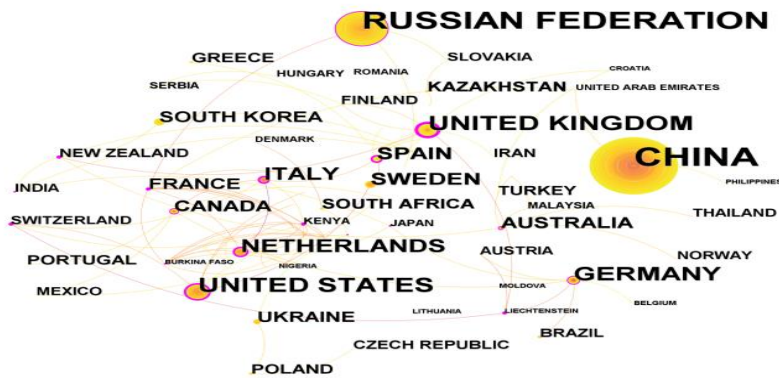 RUSSIAN FEDERATION
GREECE
SLOVAKIA
HUNGARY
ROMANIA
CROATIA
SERBIA
KAZAKHSTAN
UNITED ARAB EMIRATES
FINLAND
SOUTH KOREA
UNITED KINGDOM
DENMARK
NEW ZEALAND
SPAIN
IRAN
CHINA
ITALY
FRANCE
SWEDEN
PHILIPPINES
INDIA
TURKEY
CANADA
SOUTH AFRICA
MALAYSIA
THAILAND
SWITZERLAND
KENYA
JAPAN
AUSTRALIA
NETHERLANDS
AUSTRIA
NORWAY
PORTUGAL
BURKINA FASO
NIGERIA
GERMANY
UNITED STATES
MOLDOVA
MEXICO
BELGIUM
UKRAINE
LITHUANIA
LIECHTENSTEIN
BRAZIL
CZECH REPUBLIC
POLAND